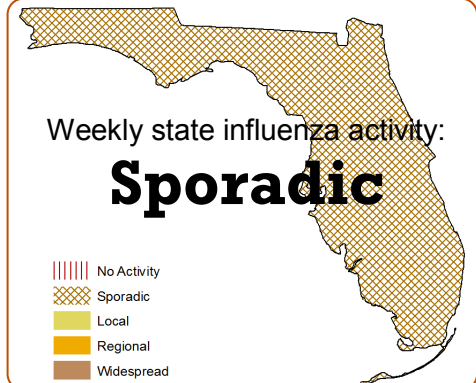 Weekly state influenza activity:
Sporadic
No Activity
Sporadic
Local
Regional
Widespread